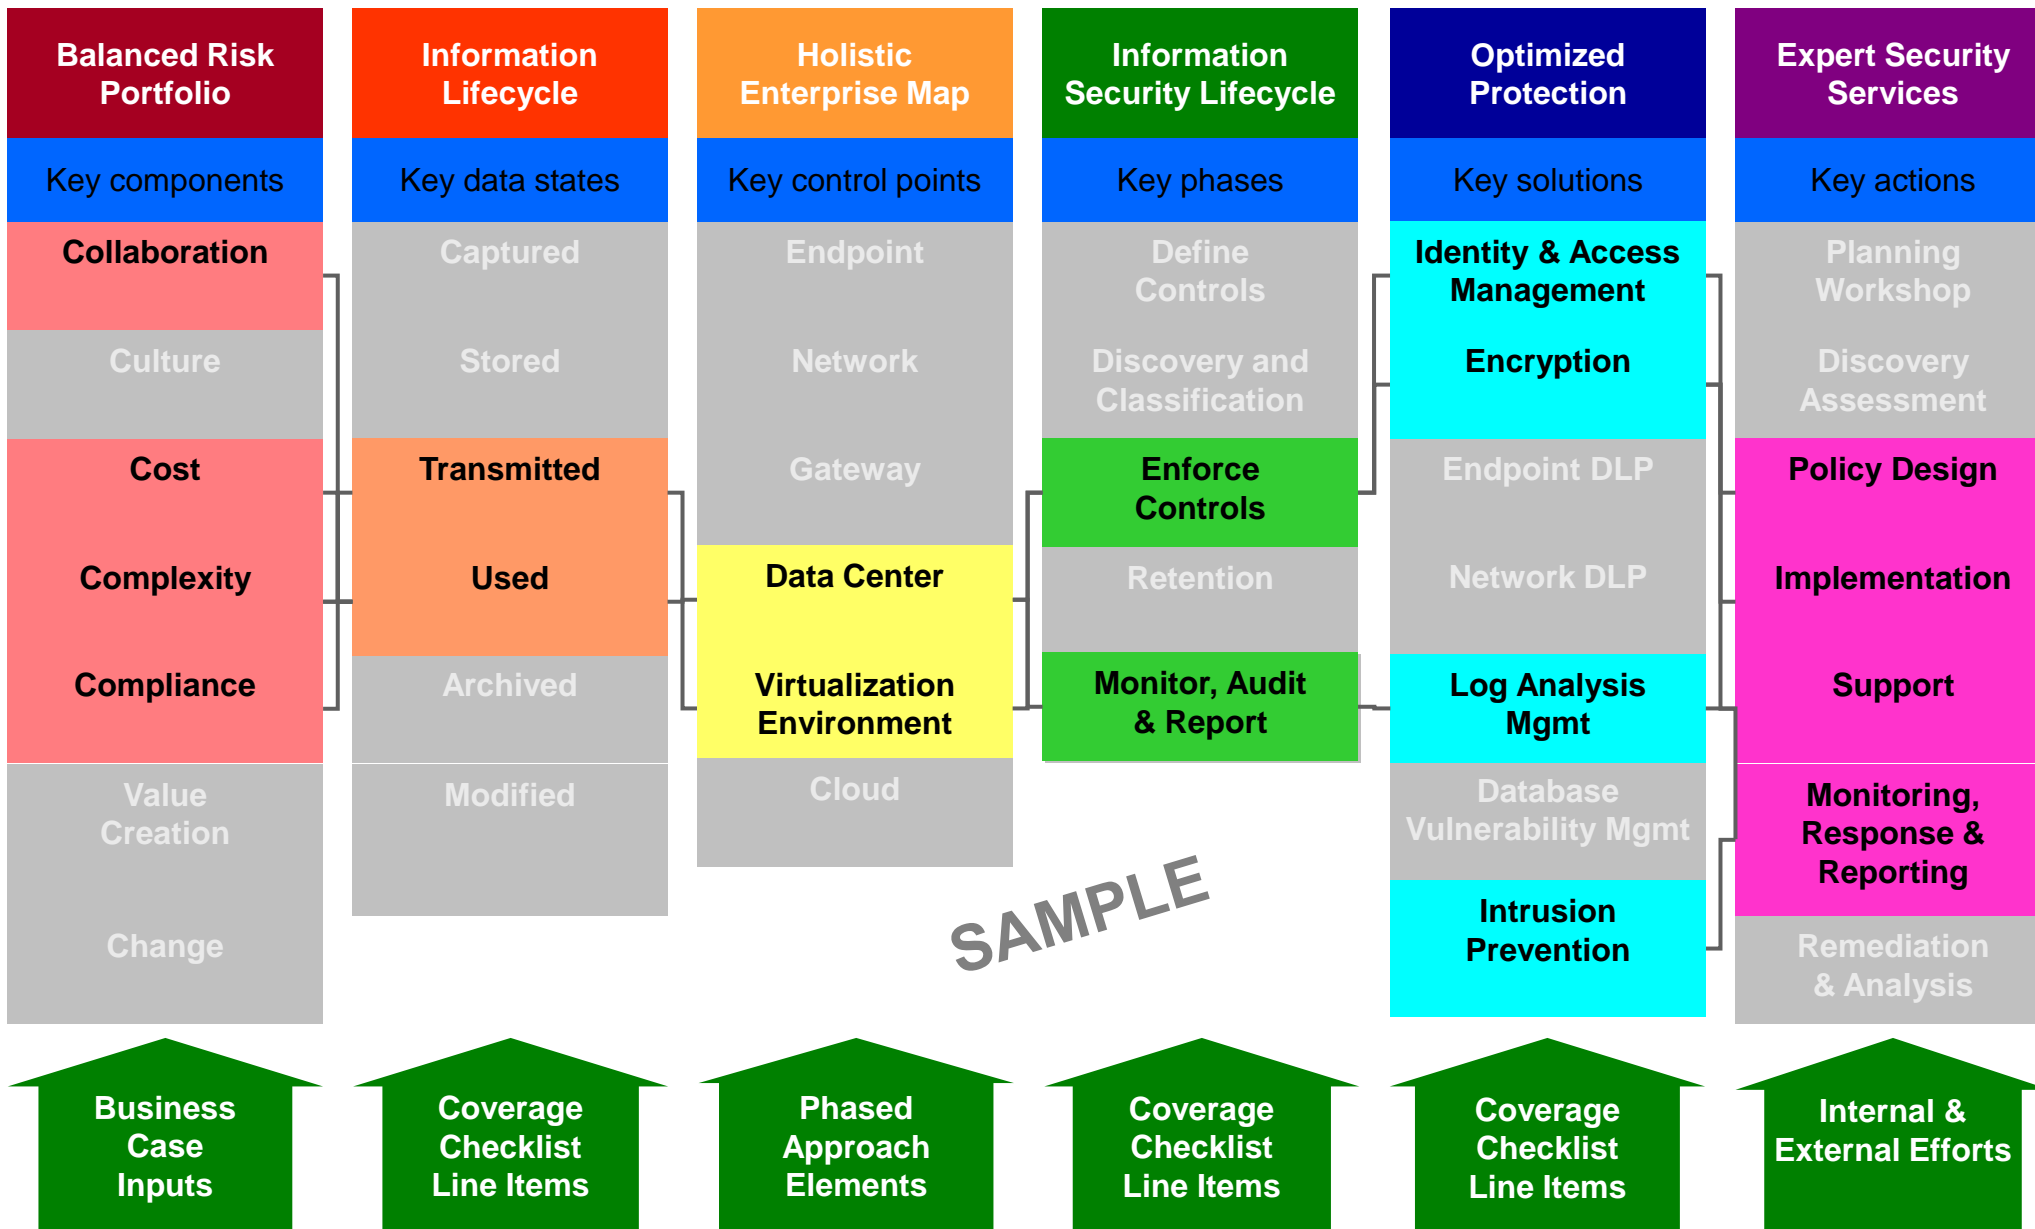 Balanced Risk
Portfolio
Information
Lifecycle
Holistic
Enterprise Map
Information
Security Lifecycle
Optimized
Protection
Expert Security
Services
Key components
Key data states
Key control points
Key phases
Key solutions
Key actions
Collaboration
Culture
Cost
Complexity
Compliance
Value
Creation
Change
Captured
Stored
Transmitted
Used
Archived
Modified
Endpoint
Network
Gateway
Data Center
Virtualization
Environment
Cloud
Define
Controls
Discovery and
Classification
Enforce
Controls
Retention
Monitor, Audit
& Report
Identity & Access
Management
Encryption
Endpoint DLP
Network DLP
Log Analysis
Mgmt
Database
Vulnerability Mgmt
Intrusion
Prevention
Planning
Workshop
Discovery
Assessment
Policy Design
Implementation
Support
Monitoring,
Response &
Reporting
Remediation
& Analysis
SAMPLE
Business
Case
Inputs
Coverage
Checklist
Line Items
Phased
Approach
Elements
Coverage
Checklist
Line Items
Coverage
Checklist
Line Items
Internal &
External Efforts